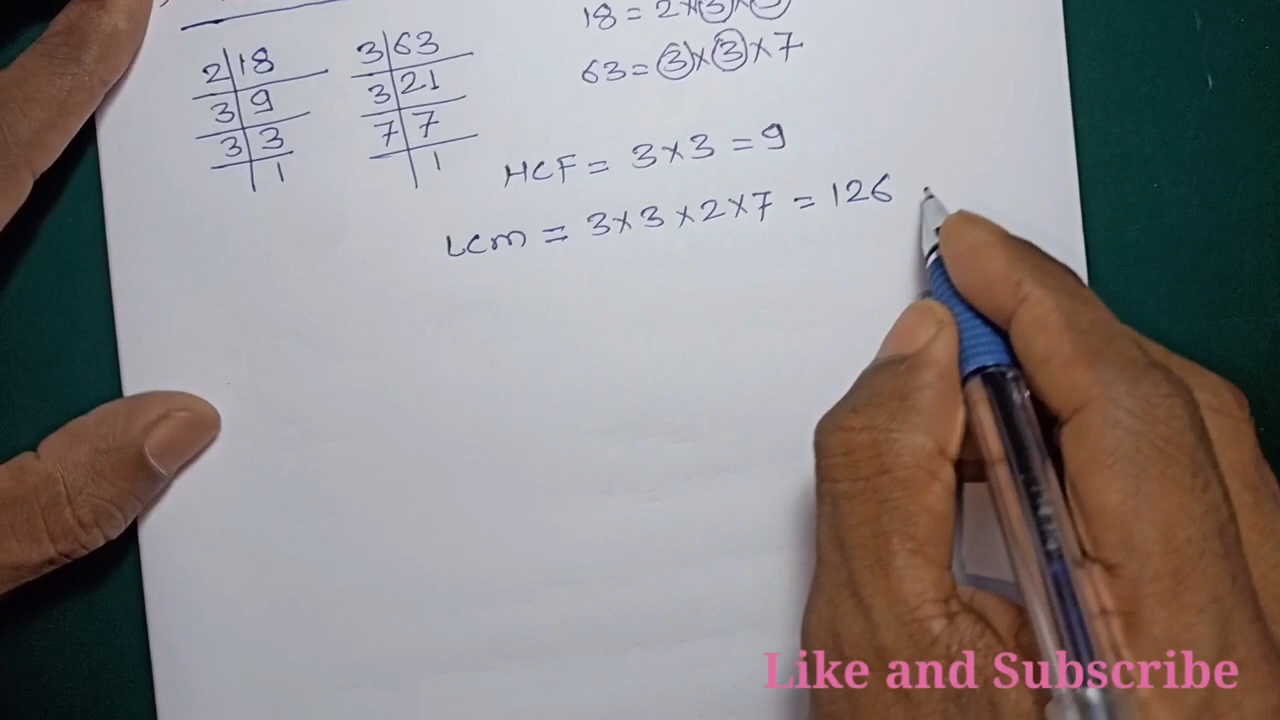 2|18
3|9
3|3
|1
3|63
3|21
7|7
|1
18 = 2×3×3
63 = 3×3×7
HCF = 3×3 = 9
LCM = 3×3×2×7 = 126
Like and Subscribe